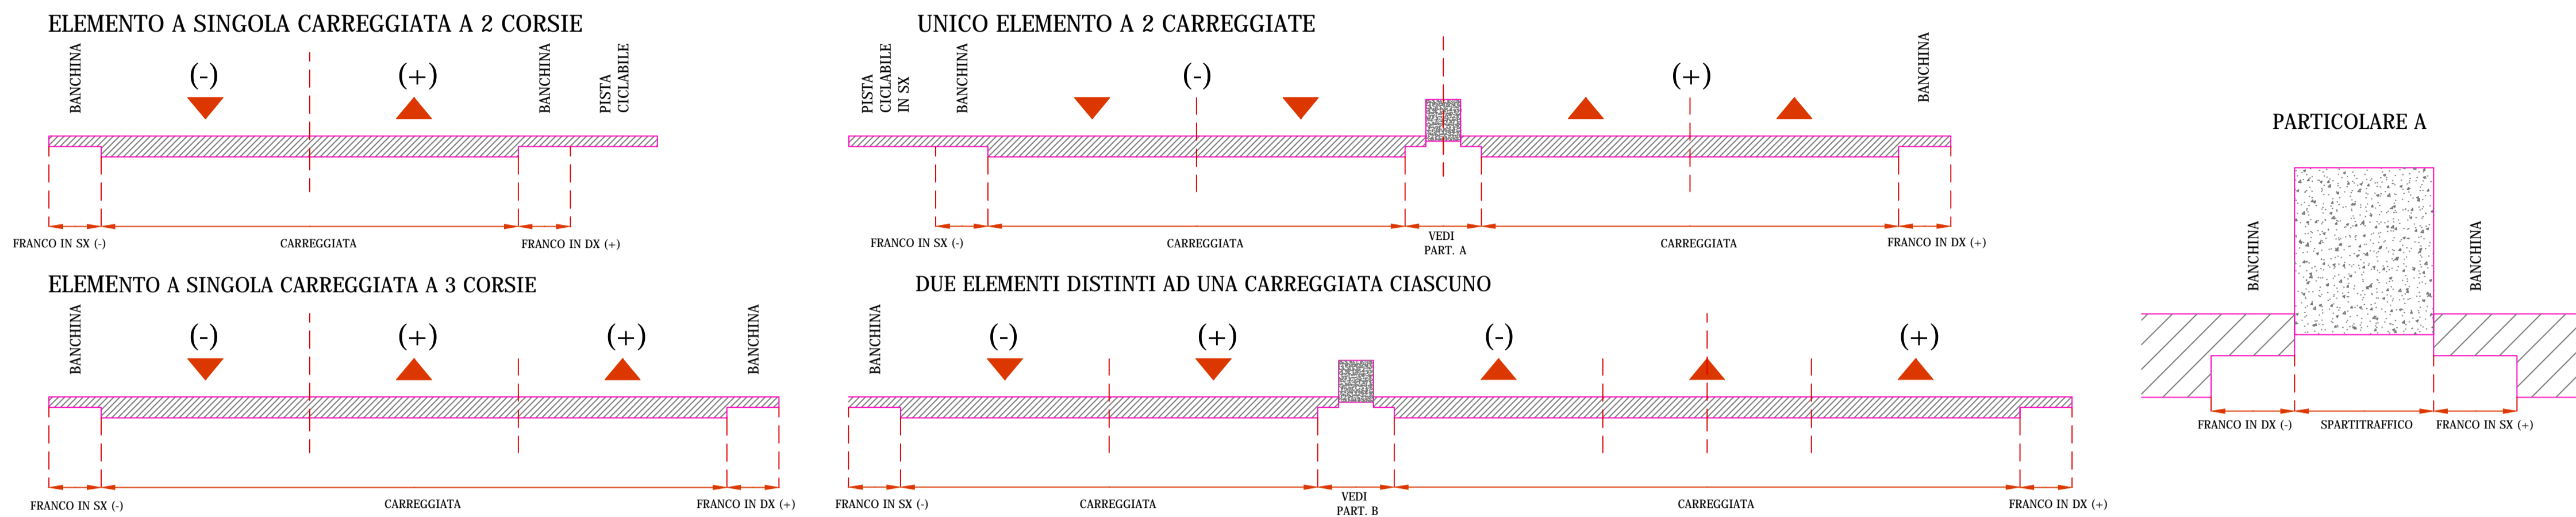 ELEMENTO A SINGOLA CARREGGIATA A 2 CORSIE
BANCHINA
(-)
(+)
BANCHINA
PISTA
CICLABILE
FRANCO IN SX (-)
CARREGGIATA
FRANCO IN DX (+)
UNICO ELEMENTO A 2 CARREGGIATE
PISTA
CICLABILE
IN SX
BANCHINA
(-)
(+)
BANCHINA
FRANCO IN SX (-)
CARREGGIATA
VEDI
PART. A
CARREGGIATA
FRANCO IN DX (+)
ELEMENTO A SINGOLA CARREGGIATA A 3 CORSIE
BANCHINA
(-)
(+)
(+)
BANCHINA
FRANCO IN SX (-)
CARREGGIATA
FRANCO IN DX (+)
DUE ELEMENTI DISTINTI AD UNA CARREGGIATA CIASCUNO
BANCHINA
(-)
(+)
(-)
(+)
FRANCO IN SX (-)
CARREGGIATA
VEDI
PART. B
CARREGGIATA
FRANCO IN DX (+)
PARTICOLARE A
BANCHINA
BANCHINA
FRANCO IN DX (-)
SPARTITRAFFICO
FRANCO IN SX (+)